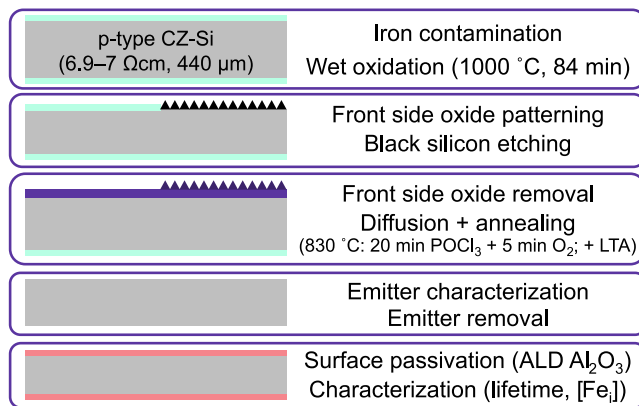 p-type CZ-Si
(6.9–7 Ωcm, 440 µm)
Iron contamination
Wet oxidation (1000 ˚C, 84 min)
Front side oxide patterning
Black silicon etching
Front side oxide removal
Diffusion + annealing
(830 ˚C: 20 min POCl₃ + 5 min O₂; + LTA)
Emitter characterization
Emitter removal
Surface passivation (ALD Al₂O₃)
Characterization (lifetime, [Feᵢ])